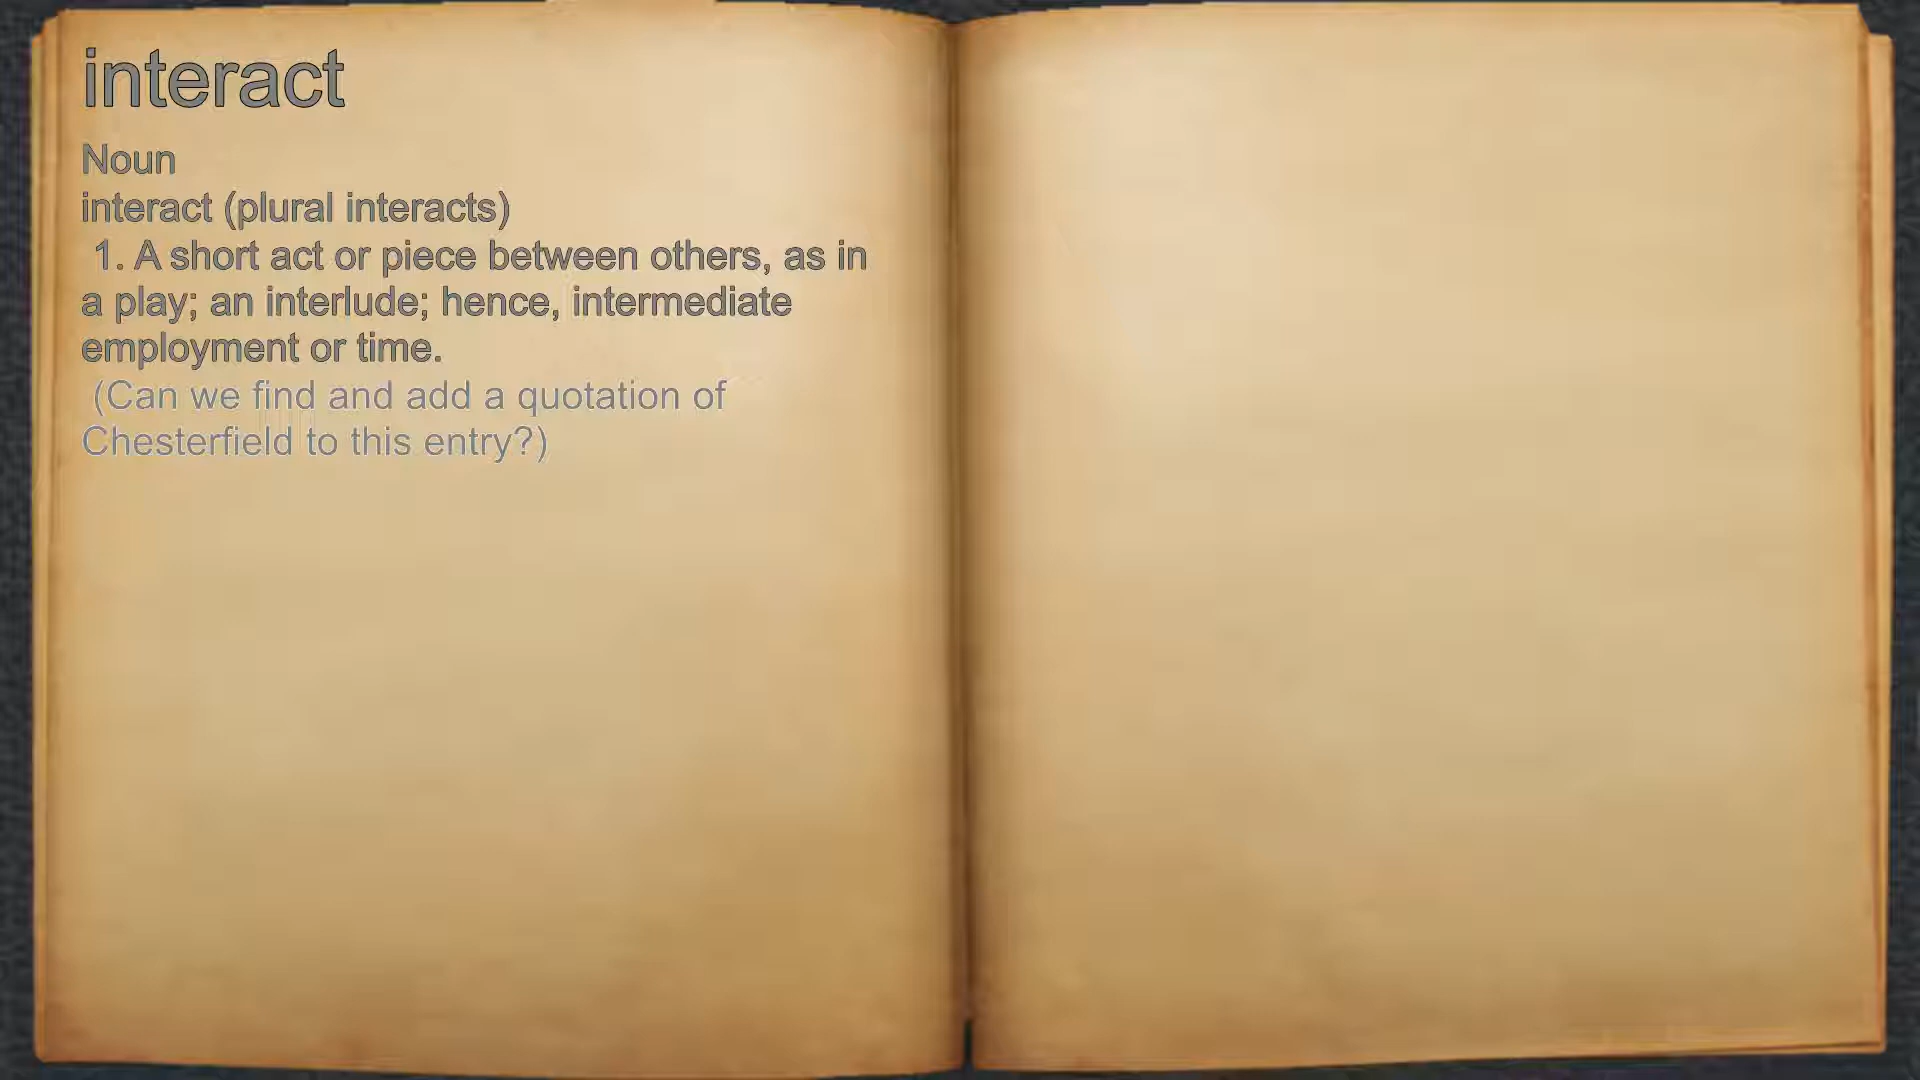 interact
Noun
interact (plural interacts)
1. A short act or piece between others, as in
a play; an interlude; hence, intermediate
employment or time.
(Can we find and add a quotation of
Chesterfield to this entry?)